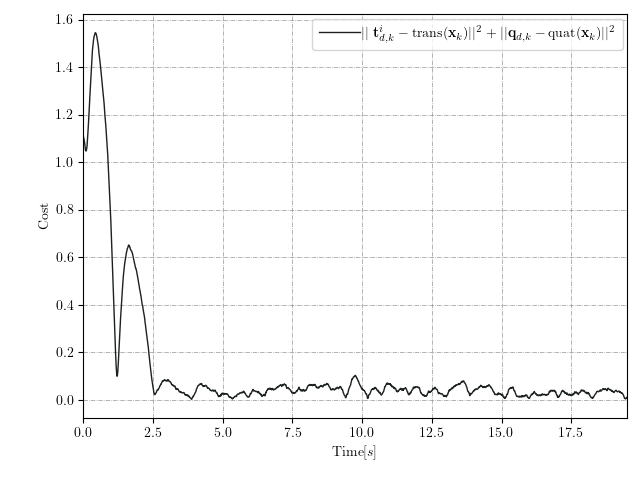 || t^i_{d,k} − trans(x_k)||² + ||q_{d,k} − quat(x_k)||²
1.6
1.4
1.2
1.0
0.8
0.6
0.4
0.2
0.0
Cost
0.0 2.5 5.0 7.5 10.0 12.5 15.0 17.5
Time[s]